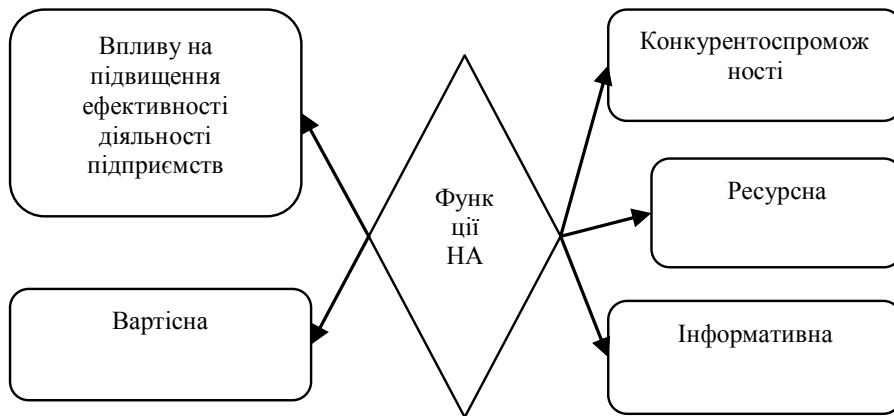 Впливу на
підвищення
ефективності
діяльності
підприємств
Вартісна
Функ
ції
НА
Конкурентоспромож
ності
Ресурсна
Інформативна